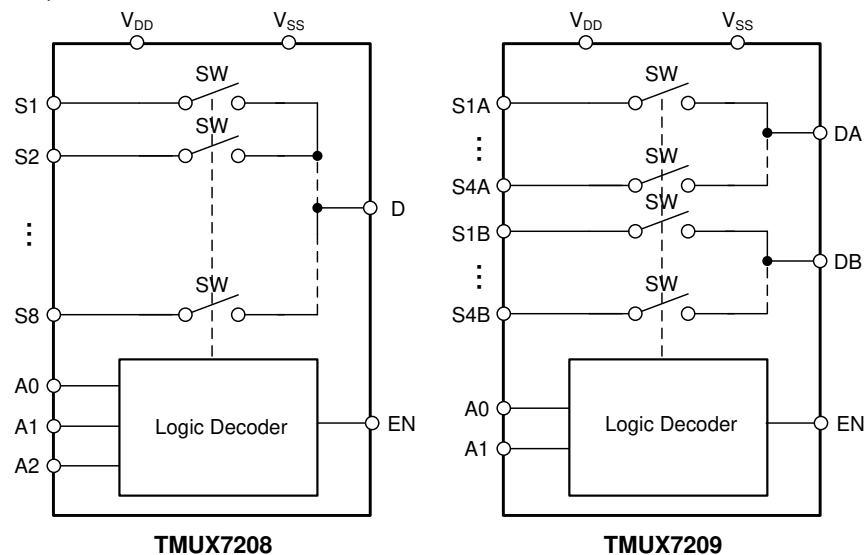 VDD
VSS
SW
S1
SW
S2
D
⋮
SW
S8
A0
A1
A2
Logic Decoder
EN
TMUX7208
VDD
VSS
SW
S1A
DA
⋮
SW
S4A
SW
S1B
DB
⋮
SW
S4B
A0
A1
Logic Decoder
EN
TMUX7209